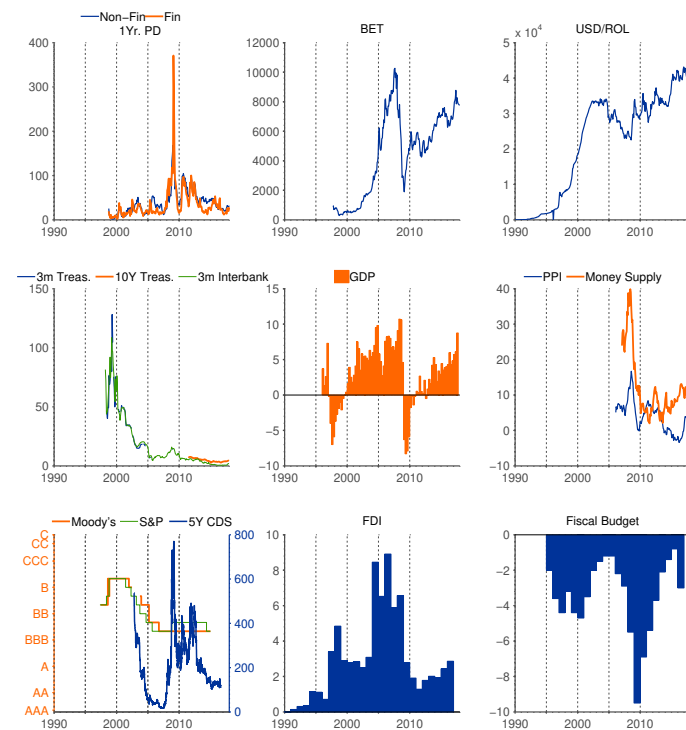 Non-Fin Fin
1Yr. PD
BET
USD/ROL
x 10⁴
400
300
200
100
0
1990 2000 2010
12000
10000
8000
6000
4000
2000
0
1990 2000 2010
5
4
3
2
1
0
1990 2000 2010
3m Treas. 10Y Treas. 3m Interbank
GDP
PPI Money Supply
150
100
50
0
1990 2000 2010
15
10
5
0
−5
−10
1990 2000 2010
40
30
20
10
0
−10
1990 2000 2010
Moody's S&P 5Y CDS
FDI
Fiscal Budget
C
CC
CCC
B
BB
BBB
A
AA
AAA
800
600
400
200
0
1990 2000 2010
10
8
6
4
2
0
1990 2000 2010
0
−2
−4
−6
−8
−10
1990 2000 2010